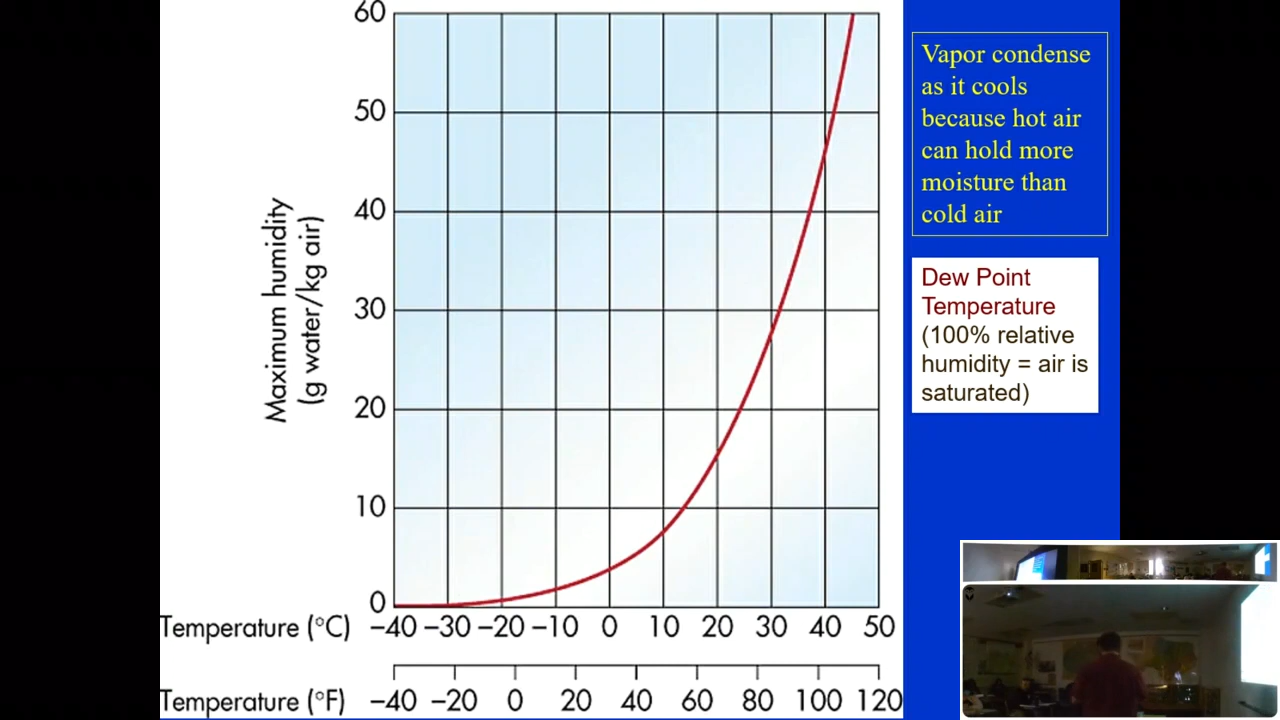 60
50
40
30
20
10
0
Maximum humidity
(g water/kg air)
Temperature (°C) −40 −30 −20 −10 0 10 20 30 40 50
Temperature (°F) −40 −20 0 20 40 60 80 100 120
Vapor condense
as it cools
because hot air
can hold more
moisture than
cold air
Dew Point
Temperature
(100% relative
humidity = air is
saturated)